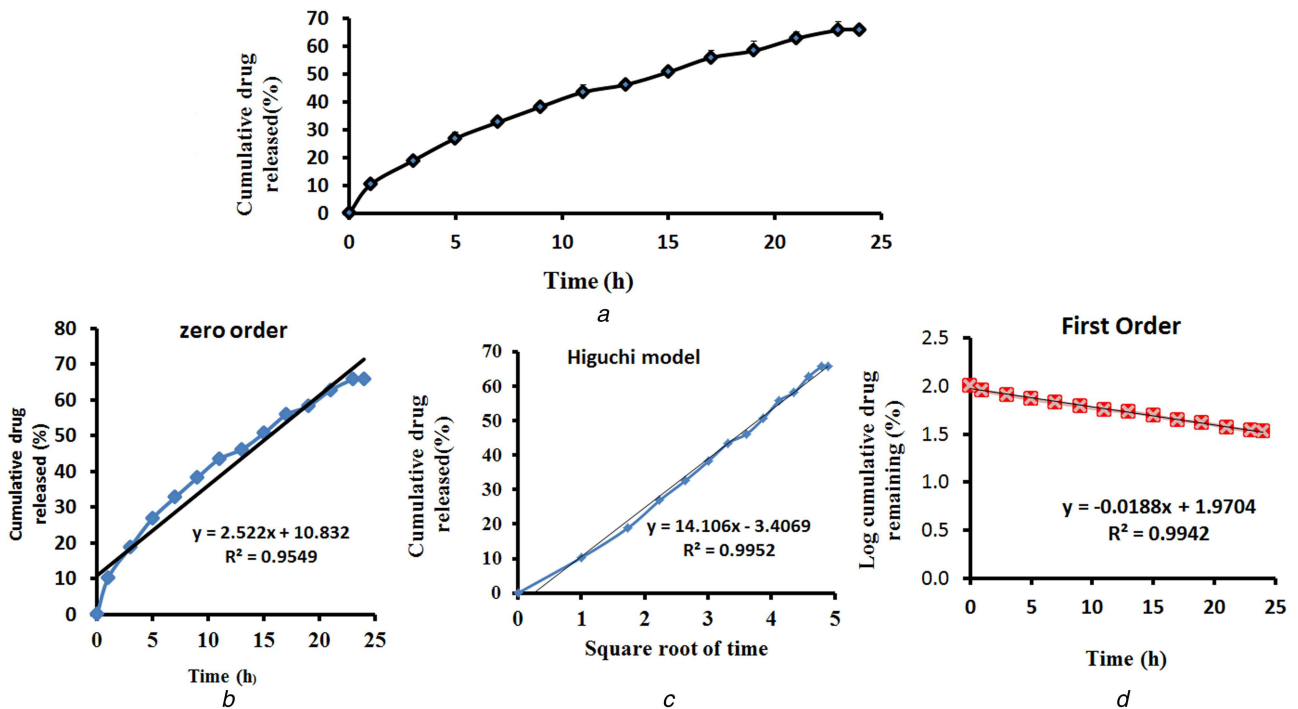 70
60
50
40
30
20
10
0
Cumulative drug
released(%)
0 5 10 15 20 25
Time (h)
a
zero order
80
70
60
50
40
30
20
10
0
Cumulative drug
released (%)
y = 2.522x + 10.832
R² = 0.9549
0 5 10 15 20 25
Time (h)
b
Higuchi model
70
60
50
40
30
20
10
0
Cumulative drug
released(%)
y = 14.106x - 3.4069
R² = 0.9952
0 1 2 3 4 5
Square root of time
c
First Order
2.5
2.0
1.5
1.0
0.5
0.0
Log cumulative drug
remaining (%)
y = -0.0188x + 1.9704
R² = 0.9942
0 5 10 15 20 25
Time (h)
d